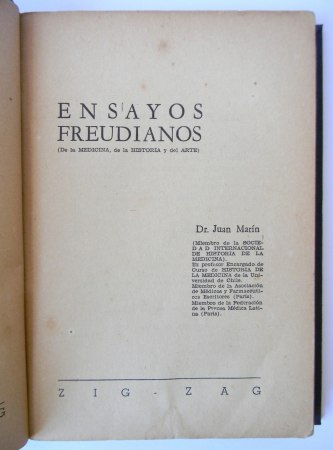 ENSAYOS
FREUDIANOS
(De la MEDICINA, de la HISTORIA y del ARTE)
Dr. Juan Marín
(Miembro de la SOCIE-
DAD INTERNACIONAL
DE HISTORIA DE LA
MEDICINA).
Ex profesor Encargado de
Curso de HISTORIA DE
LA MEDICINA de la Uni-
versidad de Chile.
Miembro de la Asociación
de Médicos y Farmacéuti-
cos Escritores (París).
Miembro de la Federación
de la Prensa Médica Lati-
na (París).
ZIG-ZAG